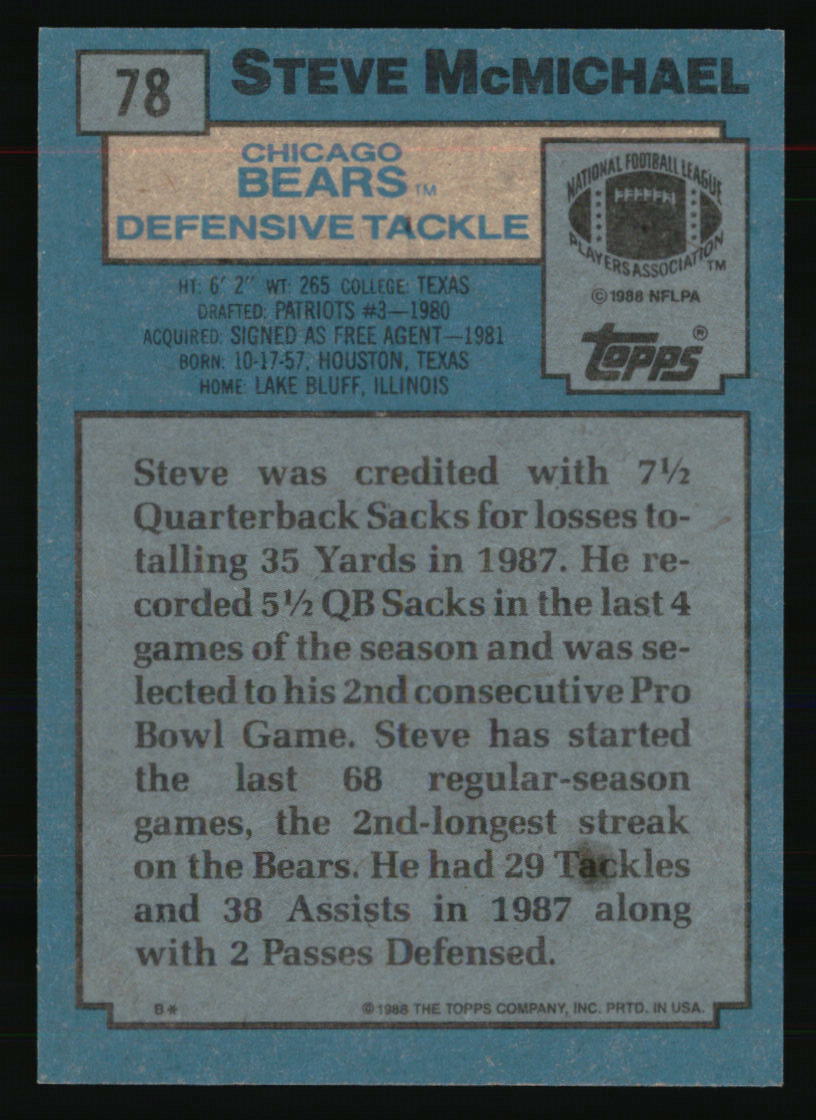 78
STEVE MCMICHAEL
CHICAGO
BEARS TM
DEFENSIVE TACKLE
NATIONAL FOOTBALL LEAGUE
PLAYERS ASSOCIATION TM
© 1988 NFLPA
Topps ®
HT: 6' 2" WT: 265 COLLEGE: TEXAS
DRAFTED: PATRIOTS #3—1980
ACQUIRED: SIGNED AS FREE AGENT—1981
BORN: 10-17-57, HOUSTON, TEXAS
HOME: LAKE BLUFF, ILLINOIS
Steve was credited with 7½
Quarterback Sacks for losses to-
talling 35 Yards in 1987. He re-
corded 5½ QB Sacks in the last 4
games of the season and was se-
lected to his 2nd consecutive Pro
Bowl Game. Steve has started
the last 68 regular-season
games, the 2nd-longest streak
on the Bears. He had 29 Tackles
and 38 Assists in 1987 along
with 2 Passes Defensed.
B* © 1988 THE TOPPS COMPANY, INC. PRTD. IN USA.